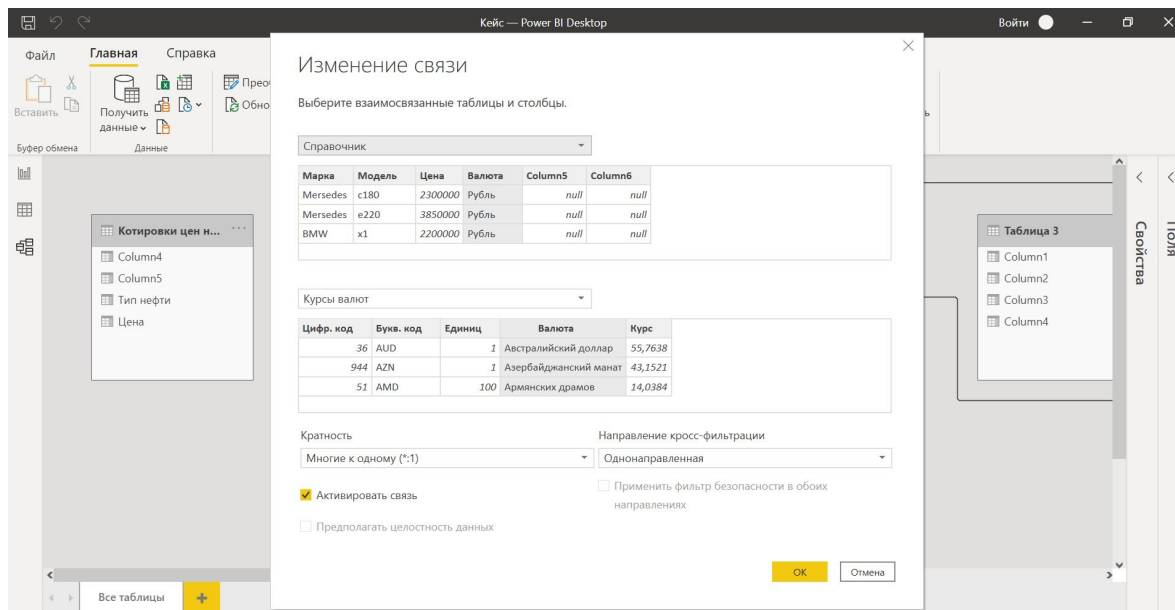 Кейс — Power BI Desktop
Войти
Файл
Главная
Справка
Вставить
Получить
данные
Буфер обмена
Данные
Изменение связи
Выберите взаимосвязанные таблицы и столбцы.
Справочник
Марка Модель Цена Валюта Column5 Column6
Mersedes c180 2300000 Рубль null null
Mersedes e220 3850000 Рубль null null
BMW x1 2200000 Рубль null null
Курсы валют
Цифр. код Букв. код Единиц Валюта Курс
36 AUD 1 Австралийский доллар 55,7638
944 AZN 1 Азербайджанский манат 43,1521
51 AMD 100 Армянских драмов 14,0384
Кратность
Многие к одному (*:1)
Направление кросс-фильтрации
Однонаправленная
Активировать связь
Применить фильтр безопасности в обоих
направлениях
Предполагать целостность данных
ОК
Отмена
Котировки цен н...
Column4
Column5
Тип нефти
Цена
Таблица 3
Column1
Column2
Column3
Column4
Свойства
Поля
Все таблицы